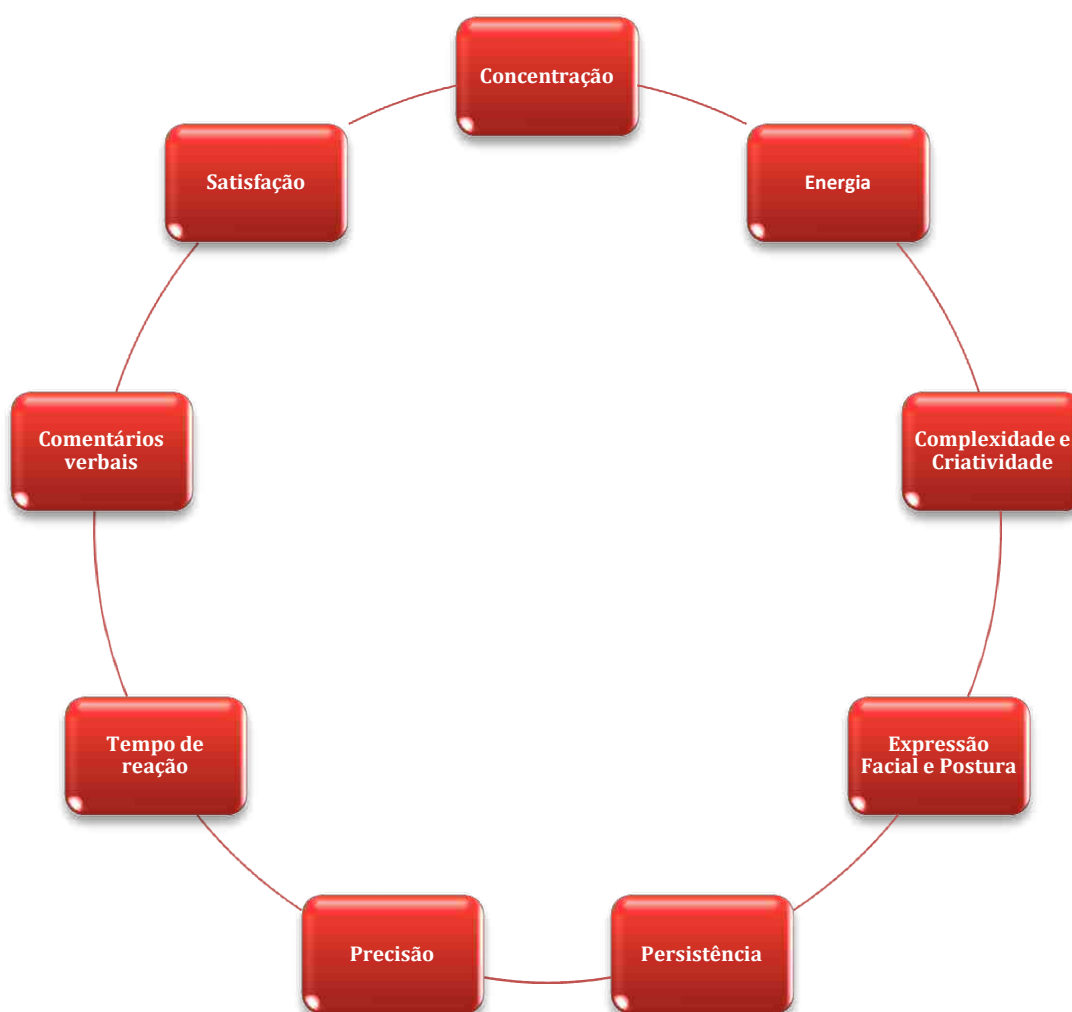 Concentração
Energia
Complexidade e
Criatividade
Expressão
Facial e Postura
Persistência
Precisão
Tempo de
reação
Comentários
verbais
Satisfação